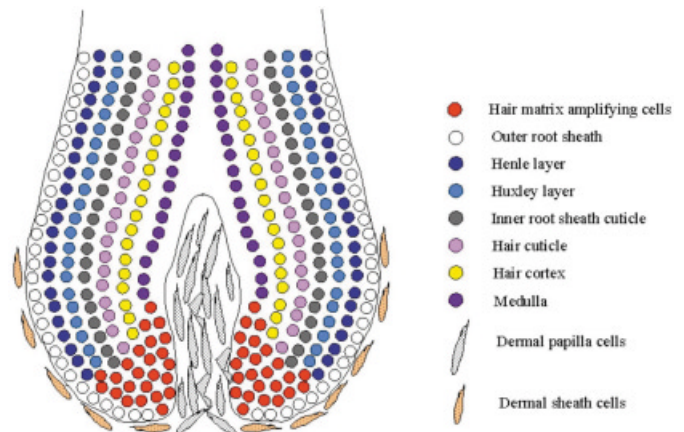 Hair matrix amplifying cells
Outer root sheath
Henle layer
Huxley layer
Inner root sheath cuticle
Hair cuticle
Hair cortex
Medulla
Dermal papilla cells
Dermal sheath cells